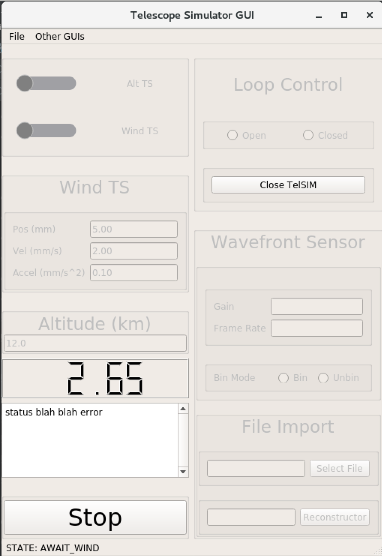 Telescope Simulator GUI
File Other GUIs
Alt TS
Wind TS
Wind TS
Pos (mm) 5.00
Vel (mm/s) 2.00
Accel (mm/s^2) 0.10
Altitude (km)
12.0
2.65
status blah blah error
Stop
STATE: AWAIT_WIND
Loop Control
Open Closed
Close TelSIM
Wavefront Sensor
Gain
Frame Rate
Bin Mode Bin Unbin
File Import
Select File
Reconstructor